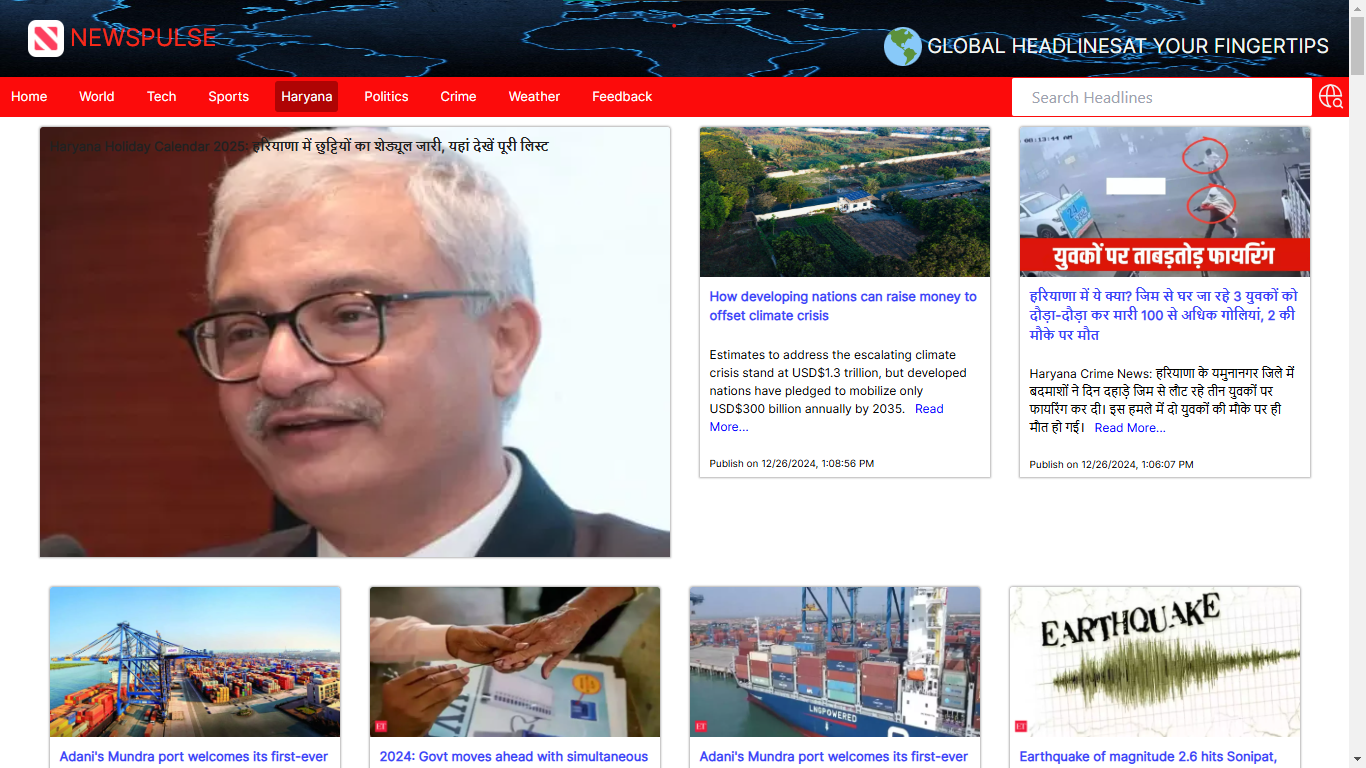 NEWSPULSE
GLOBAL HEADLINESAT YOUR FINGERTIPS
Home World Tech Sports Haryana Politics Crime Weather Feedback Search Headlines
Haryana Holiday Calendar 2025: हरियाणा में छुट्टियों का शेड्यूल जारी, यहां देखें पूरी लिस्ट
How developing nations can raise money to
offset climate crisis
Estimates to address the escalating climate
crisis stand at USD$1.3 trillion, but developed
nations have pledged to mobilize only
USD$300 billion annually by 2035. Read
More...
Publish on 12/26/2024, 1:08:56 PM
08:13:44 AM
युवकों पर ताबड़तोड़ फायरिंग
हरियाणा में ये क्या? जिम से घर जा रहे 3 युवकों को
दौड़ा-दौड़ा कर मारी 100 से अधिक गोलियां, 2 की
मौके पर मौत
Haryana Crime News: हरियाणा के यमुनानगर जिले में
बदमाशों ने दिन दहाड़े जिम से लौट रहे तीन युवकों पर
फायरिंग कर दी। इस हमले में दो युवकों की मौके पर ही
मौत हो गई। Read More...
Publish on 12/26/2024, 1:06:07 PM
Adani's Mundra port welcomes its first-ever
ET
2024: Govt moves ahead with simultaneous
LNGPOWERED
ET
Adani's Mundra port welcomes its first-ever
EARTHQUAKE
ET
Earthquake of magnitude 2.6 hits Sonipat,